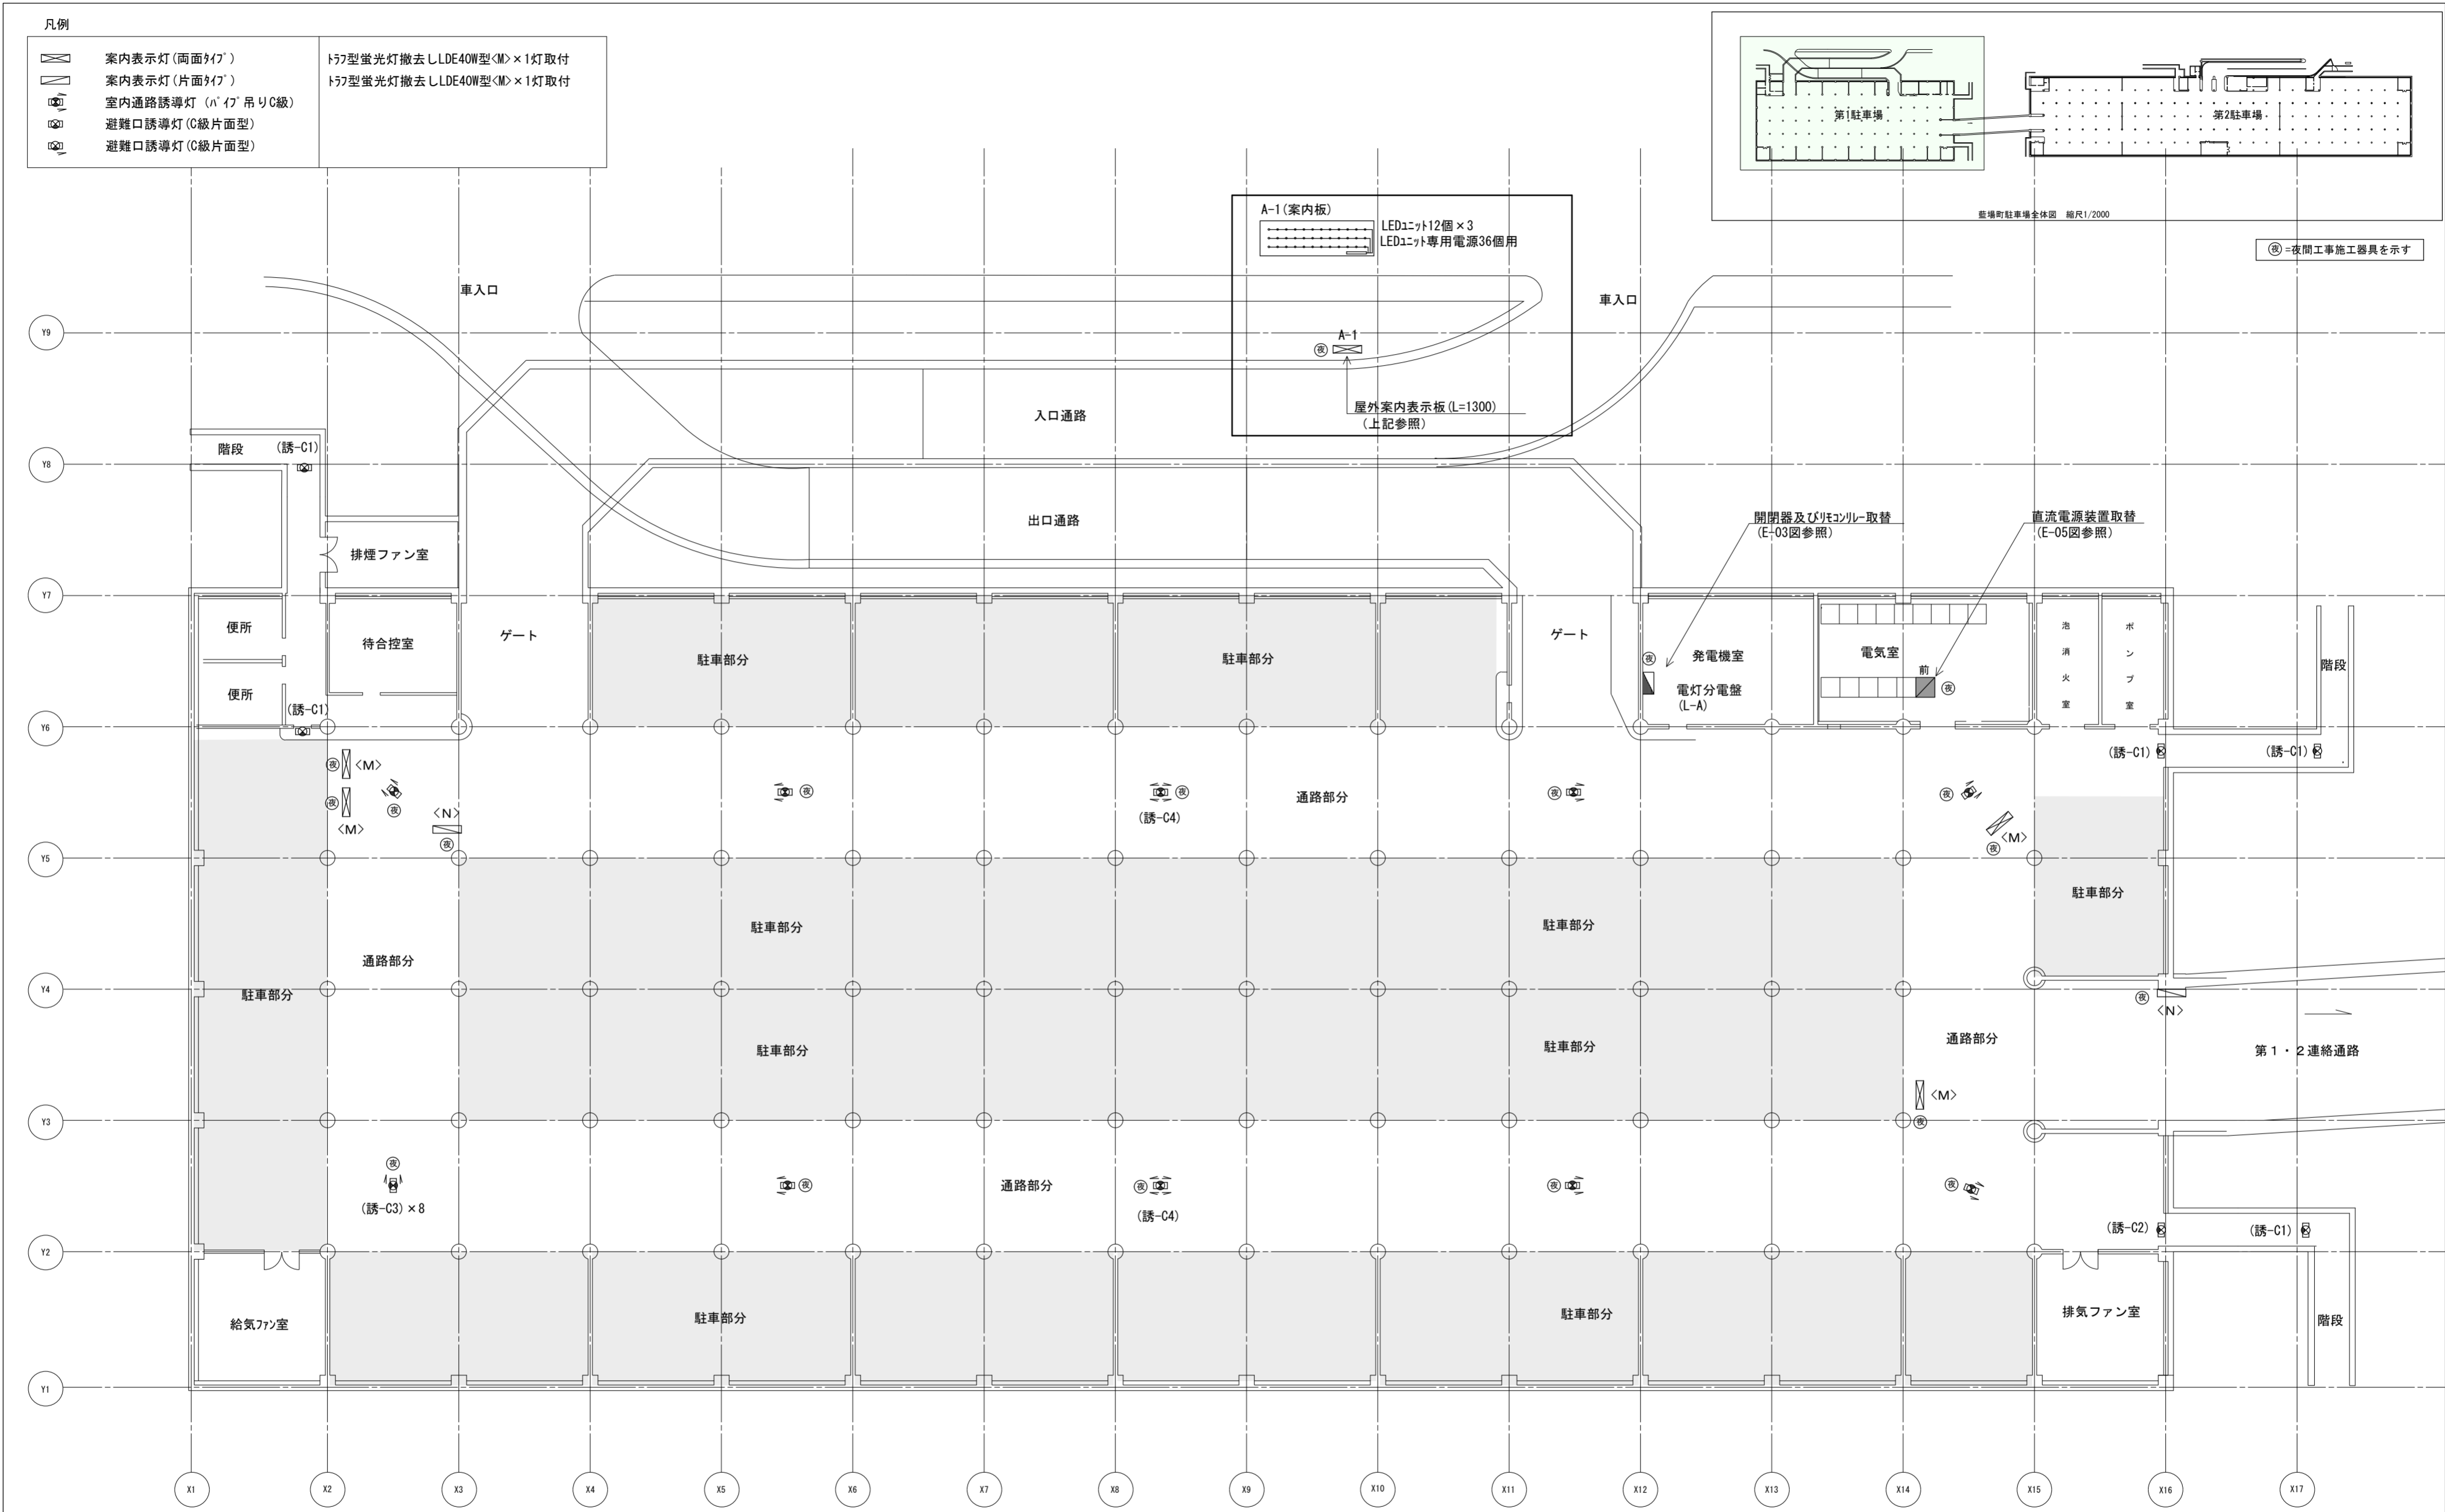 凡例
案内表示灯(両面ﾀｲﾌﾟ)
ﾄﾗﾌ型蛍光灯撤去しLDE40W型<M>×1灯取付
案内表示灯(片面ﾀｲﾌﾟ)
ﾄﾗﾌ型蛍光灯撤去しLDE40W型<M>×1灯取付
室内通路誘導灯 (ﾊﾟｲﾌﾟ吊りC級)
避難口誘導灯(C級片面型)
避難口誘導灯(C級片面型)
第1駐車場
第2駐車場
藍場町駐車場全体図 縮尺1/2000
夜=夜間工事施工器具を示す
A-1(案内板)
LEDﾕﾆｯﾄ12個×3
LEDﾕﾆｯﾄ専用電源36個用
車入口
車入口
Y9
A-1
夜
屋外案内表示板(L=1300)
(上記参照)
入口通路
階段
(誘-C1)
Y8
出口通路
開閉器及びﾘﾓｺﾝﾘﾚｰ取替
(E-03図参照)
直流電源装置取替
(E-05図参照)
排煙ファン室
Y7
便所
待合控室
ゲート
駐車部分
駐車部分
ゲート
夜
発電機室
電気室
泡消火室
ポンプ室
階段
便所
前
夜
電灯分電盤
(L-A)
(誘-C1)
Y6
夜
<M>
(誘-C1)
(誘-C1)
夜
<M>
夜
<N>
夜
夜
夜
(誘-C4)
通路部分
夜
夜
<M>
夜
Y5
駐車部分
駐車部分
駐車部分
通路部分
駐車部分
Y4
夜
<N>
駐車部分
駐車部分
通路部分
第1・2連絡通路
<M>
夜
Y3
夜
(誘-C3)×8
夜
夜
(誘-C4)
通路部分
夜
夜
(誘-C2)
(誘-C1)
Y2
給気ﾌｧﾝ室
駐車部分
駐車部分
排気ファン室
階段
Y1
X1
X2
X3
X4
X5
X6
X7
X8
X9
X10
X11
X12
X13
X14
X15
X16
X17